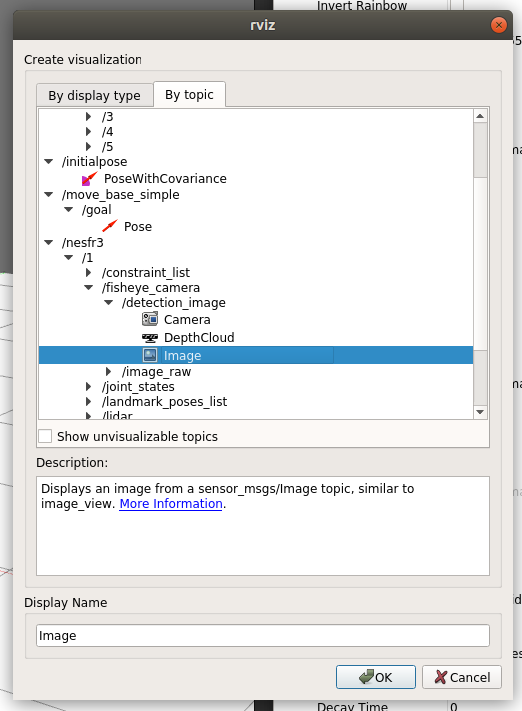 Invert Rainbow
rviz
Create visualization
By display type
By topic
/3
/4
/5
/initialpose
PoseWithCovariance
/move_base_simple
/goal
Pose
/nesfr3
/1
/constraint_list
/fisheye_camera
/detection_image
Camera
DepthCloud
Image
/image_raw
/joint_states
/landmark_poses_list
/lidar
Show unvisualizable topics
Description:
Displays an image from a sensor_msgs/Image topic, similar to
image_view. More Information.
Display Name
Image
OK
Cancel
Decay Time
0